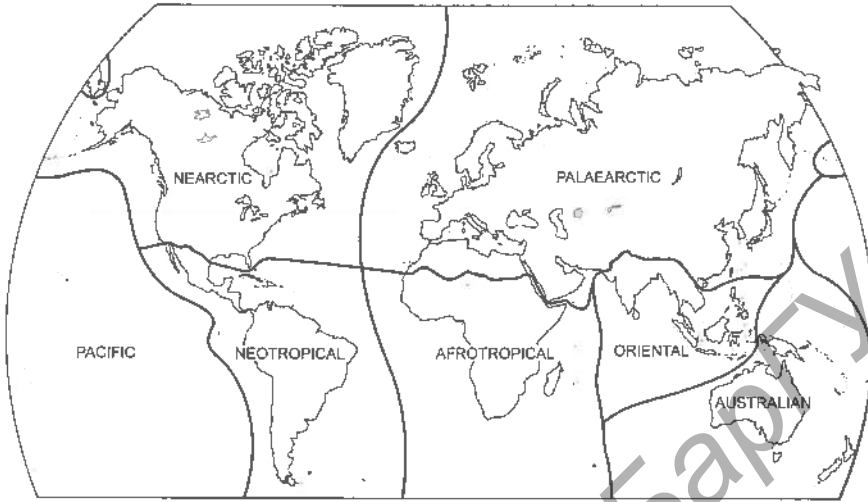 NEARCTIC
PALAEARCTIC
PACIFIC
NEOTROPICAL
AFROTROPICAL
ORIENTAL
AUSTRALIAN